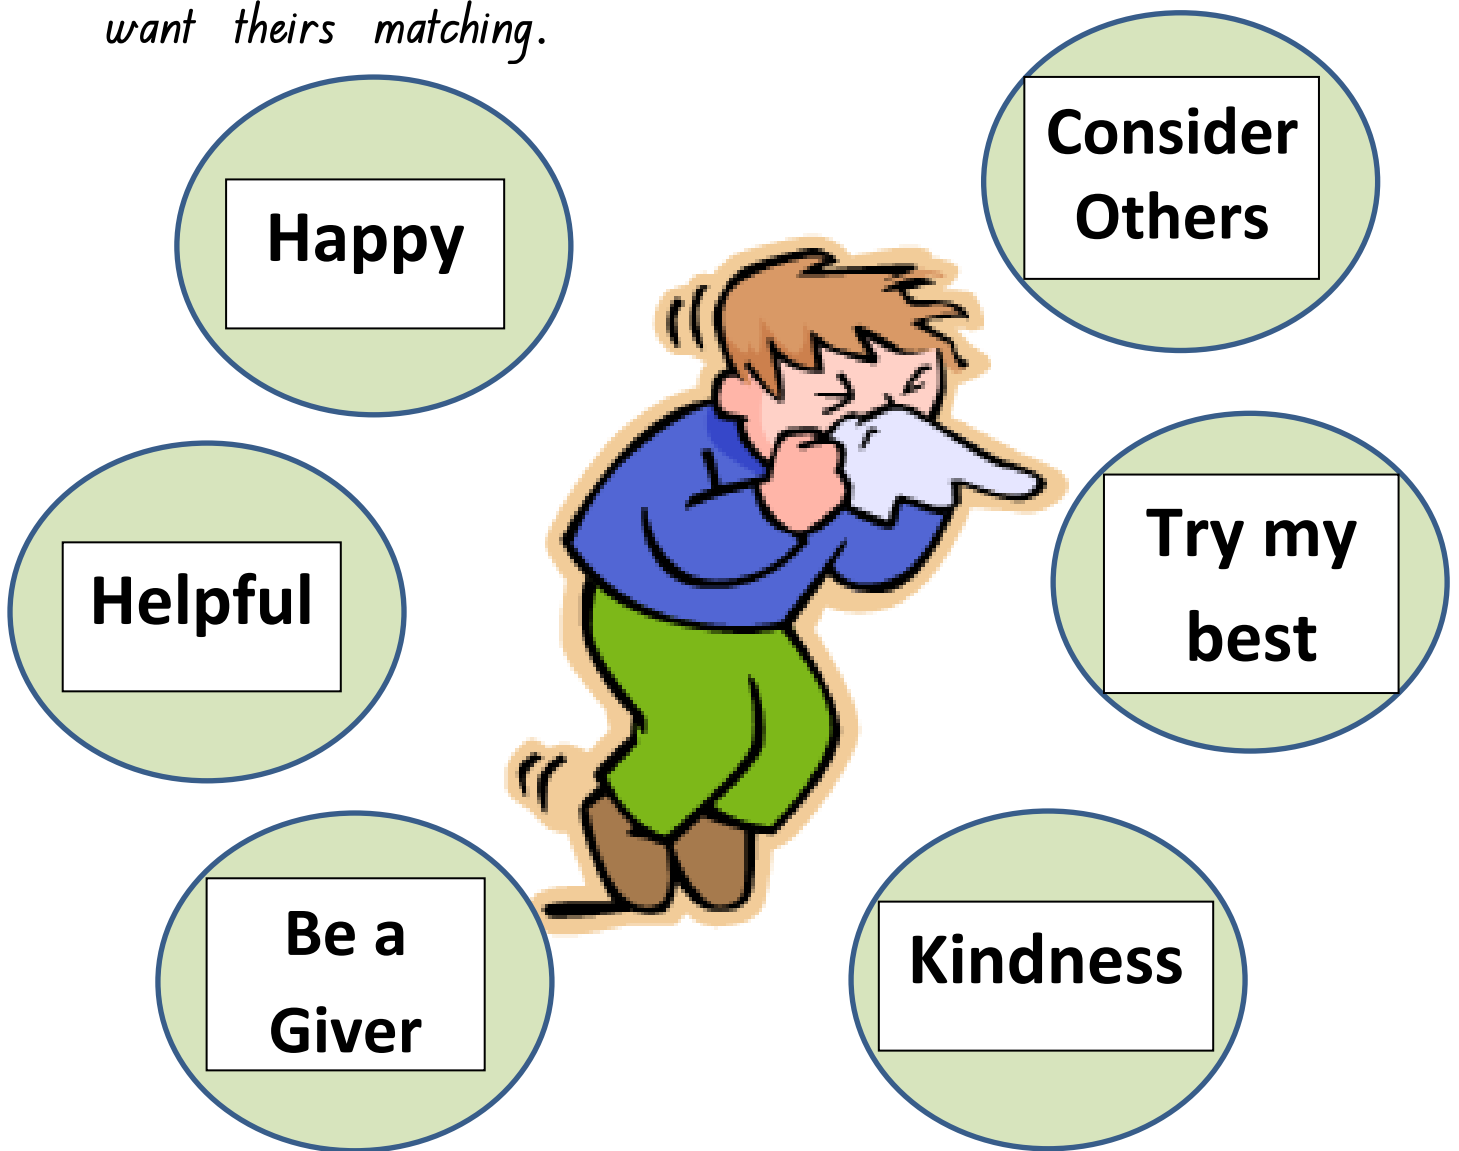 want theirs matching.
Happy
Consider
Others
Helpful
Try my
best
Be a
Giver
Kindness